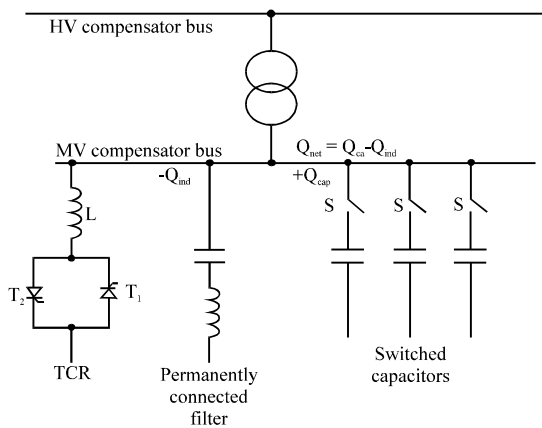 HV compensator bus
Q_net = Q_ca-Q_ind
MV compensator bus
-Q_ind
+Q_cap
L
S
S
S
T_2
T_1
TCR
Permanently
connected
filter
Switched
capacitors